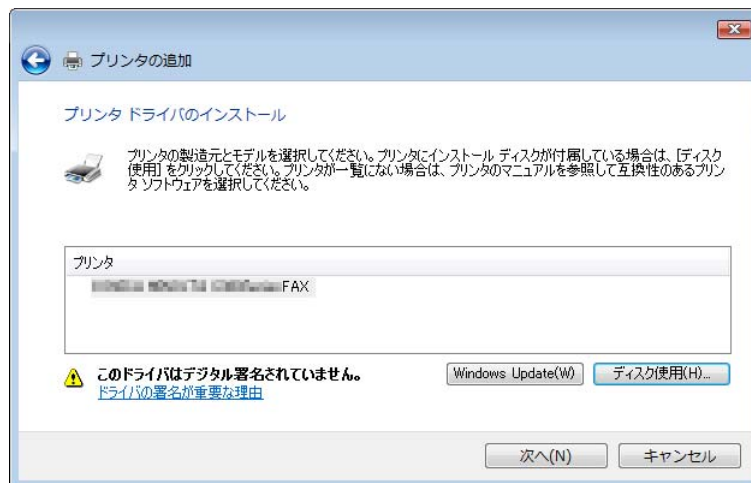 プリンタの追加
プリンタ ドライバのインストール
プリンタの製造元とモデルを選択してください。プリンタにインストール ディスクが付属している場合は、[ディスク
使用] をクリックしてください。プリンタが一覧にない場合は、プリンタのマニュアルを参照して互換性のあるプリン
タ ソフトウェアを選択してください。
プリンタ
FAX
このドライバはデジタル署名されていません。
ドライバの署名が重要な理由
Windows Update(W)
ディスク使用(H)...
次へ(N)
キャンセル